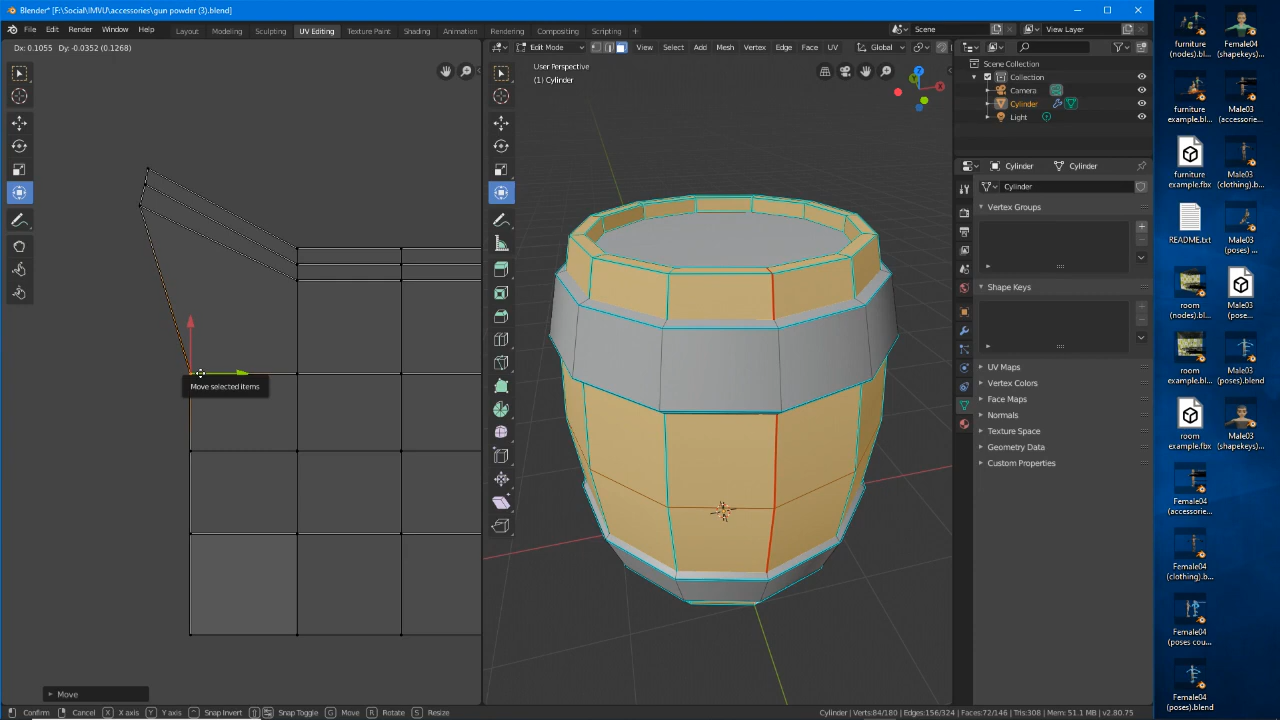 Blender* [F:\Social\IMVU\accessories\gun powder (3).blend]
File Edit Render Window Help
Layout Modeling Sculpting UV Editing Texture Paint Shading Animation Rendering Compositing Scripting +
Scene
View Layer
Dx: 0.1055 Dy: -0.0352 (0.1268)
Edit Mode View Select Add Mesh Vertex Edge Face UV Global
User Perspective
(1) Cylinder
Scene Collection
Collection
Camera
Cylinder
Light
Cylinder Cylinder
Cylinder
Vertex Groups
Shape Keys
UV Maps
Vertex Colors
Face Maps
Normals
Texture Space
Geometry Data
Custom Properties
Move selected items
Move
Confirm Cancel X X axis Y Y axis Snap Invert Snap Toggle G Move R Rotate S Resize
Cylinder | Verts:84/180 | Edges:156/324 | Faces:72/146 | Tris:308 | Mem: 51.1 MB | v2.80.75
furniture
(nodes).bl...
Female04
(shapekeys)...
furniture
example.bl...
Male03
(accessorie...
furniture
example.fbx
Male03
(clothing).b...
README.txt
Male03
(poses) ...
room
(nodes).bl...
Male03
(pose...
room
example.bl...
Male03
(poses).blend
room
example.fbx
Male03
(shapekeys)...
Female04
(accessorie...
Female04
(clothing).b...
Female04
(poses cou...
Female04
(poses).blend